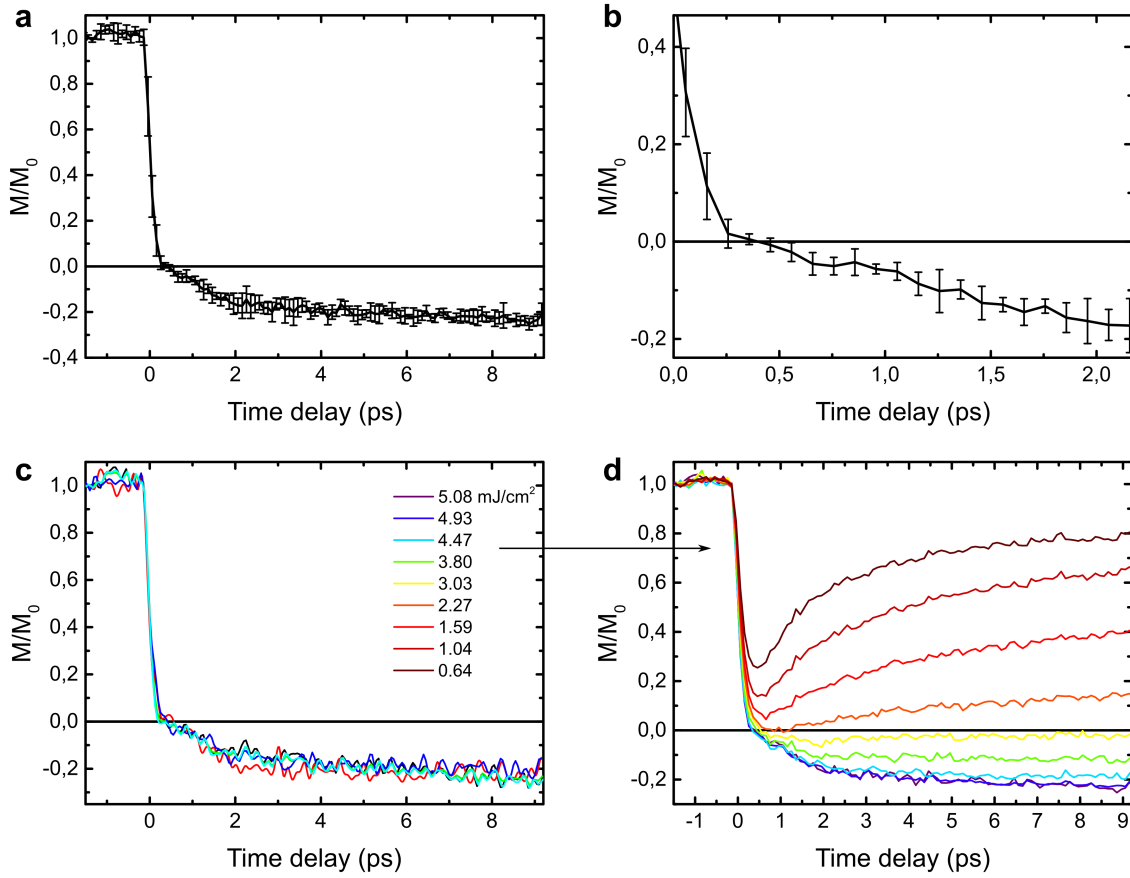 a
1,0
0,8
0,6
0,4
0,2
0,0
-0,2
-0,4
M/M0
0 2 4 6 8
Time delay (ps)
b
0,4
0,2
0,0
-0,2
M/M0
0,0 0,5 1,0 1,5 2,0
Time delay (ps)
c
1,0
0,8
0,6
0,4
0,2
0,0
-0,2
M/M0
5.08 mJ/cm2
4.93
4.47
3.80
3.03
2.27
1.59
1.04
0.64
0 2 4 6 8
Time delay (ps)
d
1,0
0,8
0,6
0,4
0,2
0,0
-0,2
M/M0
-1 0 1 2 3 4 5 6 7 8 9
Time delay (ps)